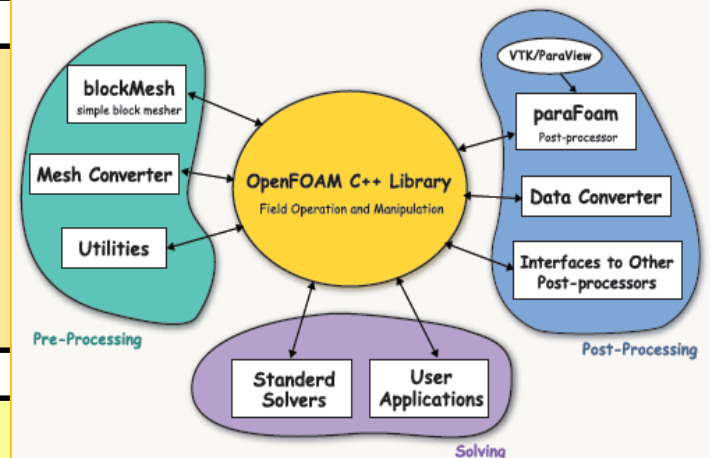 blockMesh
simple block mesher
Mesh Converter
Utilities
Pre-Processing
OpenFOAM C++ Library
Field Operation and Manipulation
VTK/ParaView
paraFoam
Post-processor
Data Converter
Interfaces to Other
Post-processors
Post-Processing
Standerd
Solvers
User
Applications
Solving